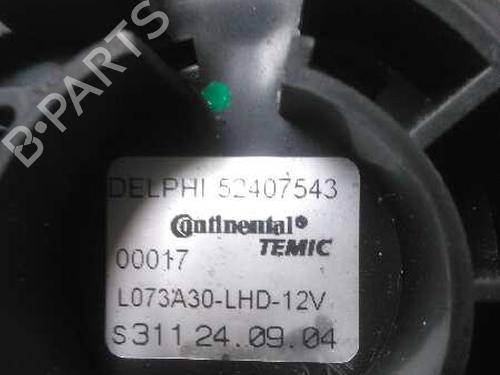 B-PARTS
DELPHI 52407543
Continental®
TEMIC
00017
L073A30-LHD-12V
S311 24.09.04